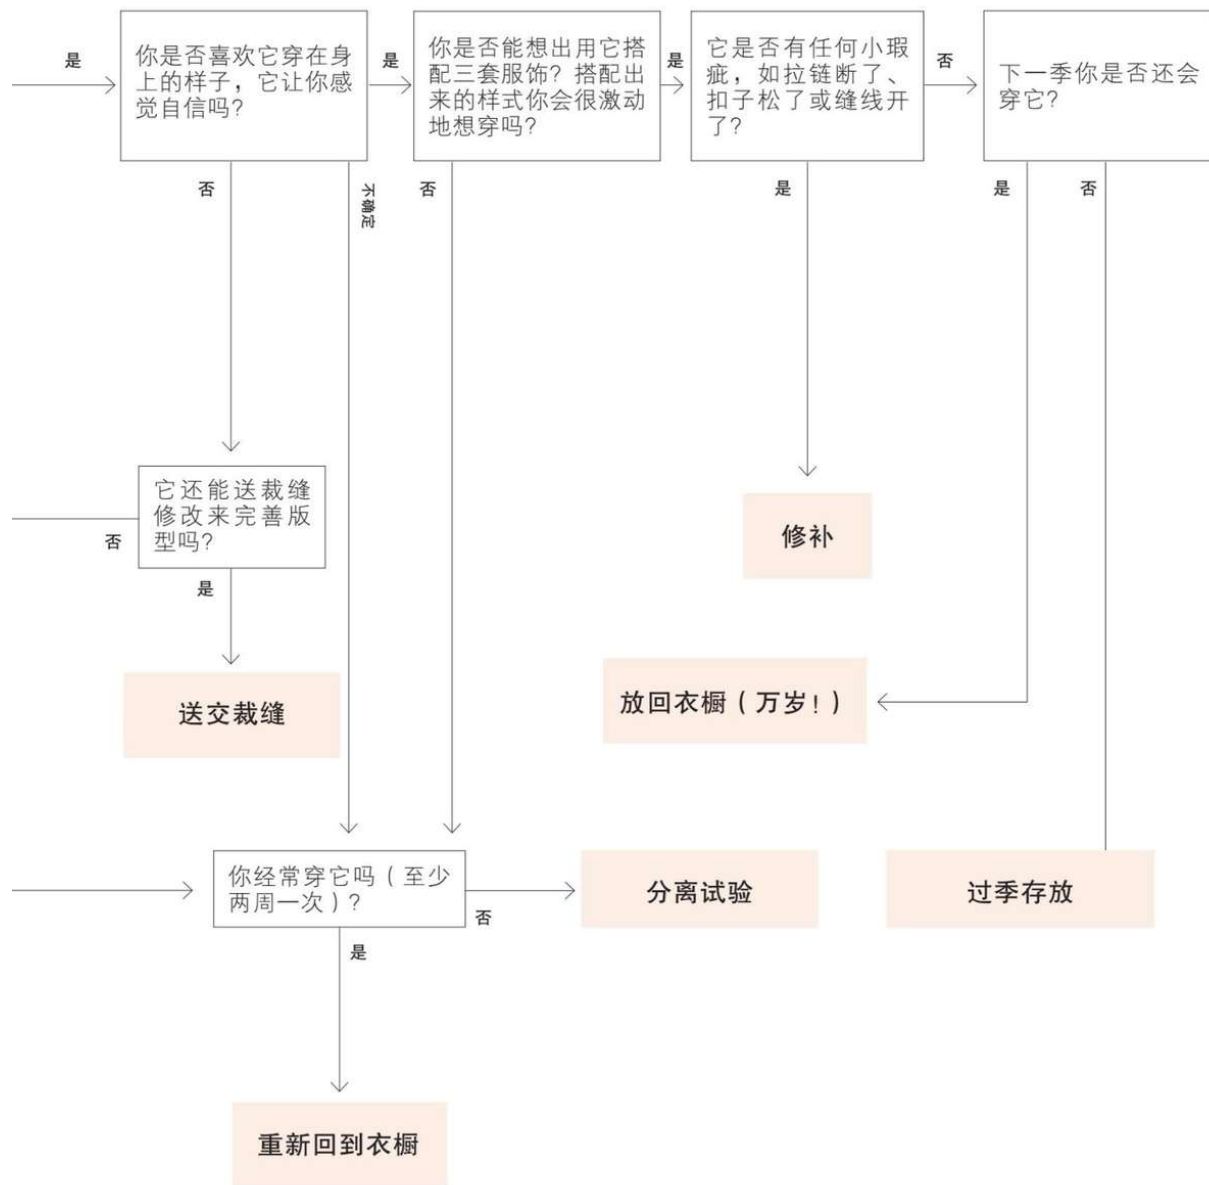 是
你是否喜欢它穿在身
上的样子，它让你感
觉自信吗？
是
你是否能想出用它搭
配三套服饰？搭配出
来的样式你会很激动
地想穿吗？
是
它是否有任何小瑕
疵，如拉链断了、
扣子松了或缝线开
了？
否
下一季你是否还会
穿它？
否
不确定
否
是
是
否
它还能送裁缝
修改来完善版
型吗？
否
是
送交裁缝
修补
放回衣橱（万岁！）
你经常穿它吗（至少
两周一次）？
否
是
分离试验
过季存放
重新回到衣橱